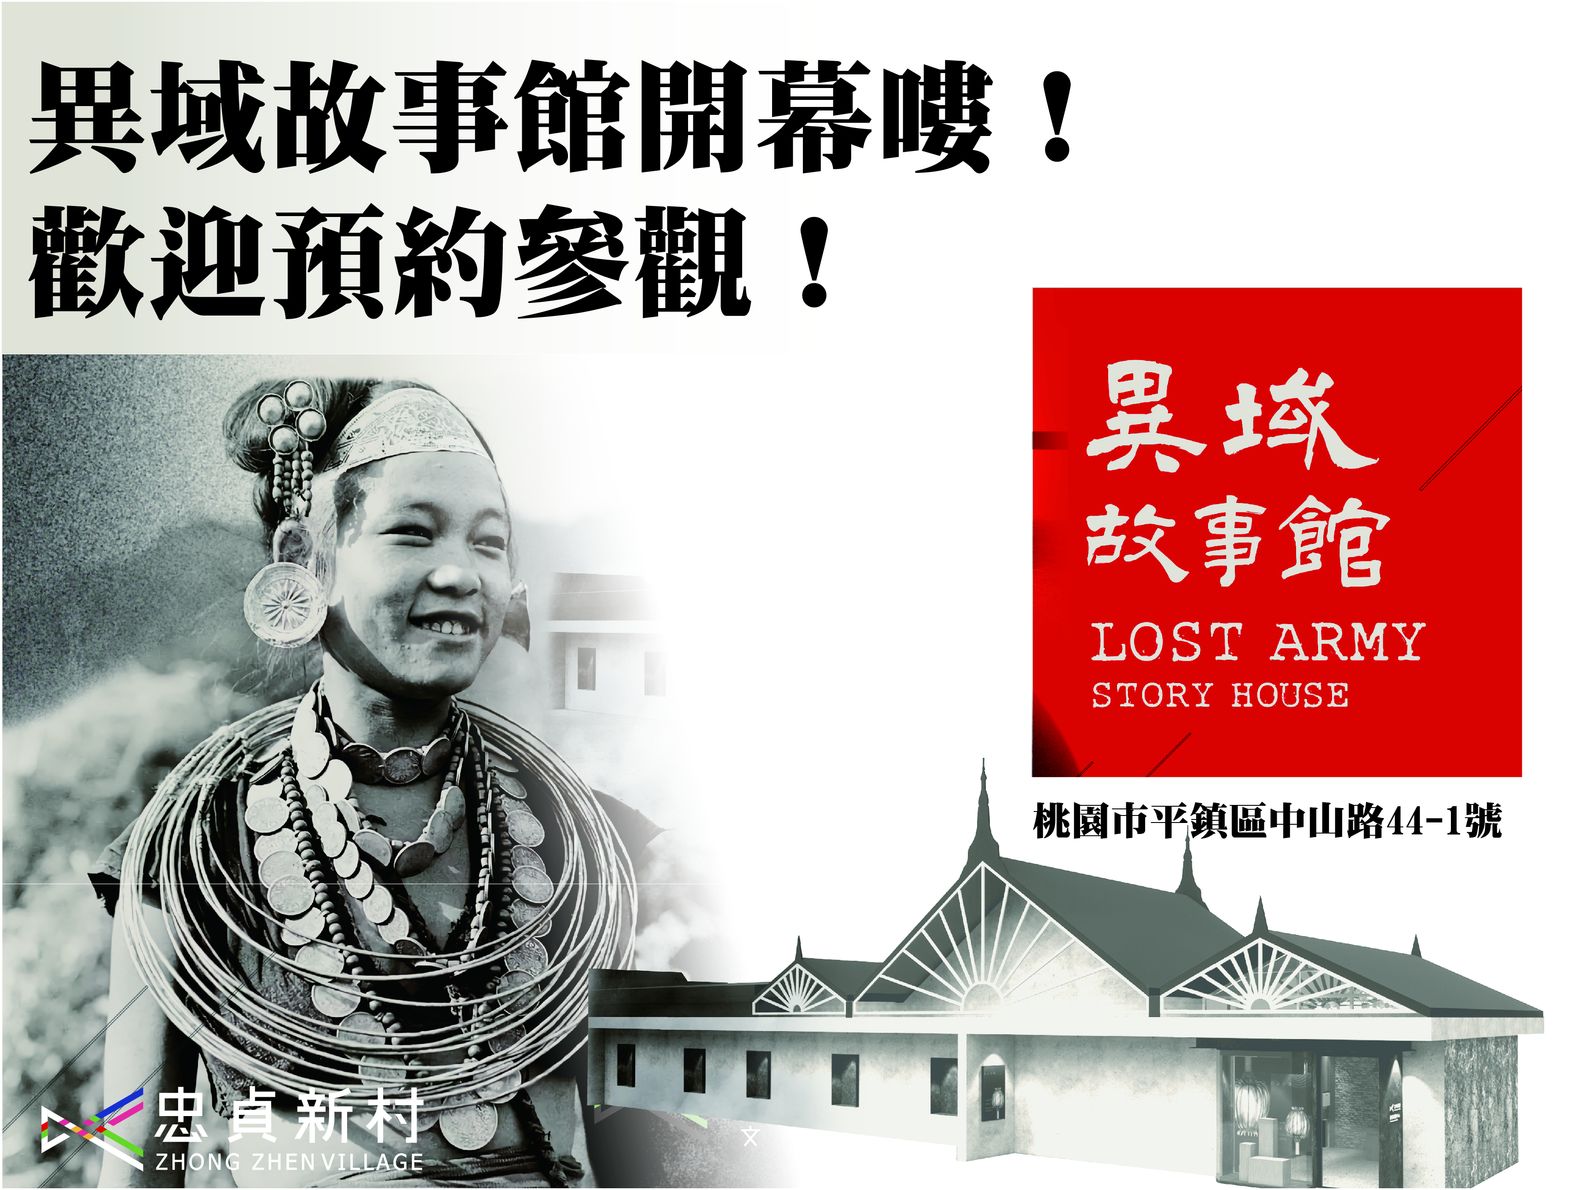 異域故事館開幕嘍！
歡迎預約參觀！
異域
故事館
LOST ARMY
STORY HOUSE
桃園市平鎮區中山路44-1號
忠貞新村
ZHONG ZHEN VILLAGE